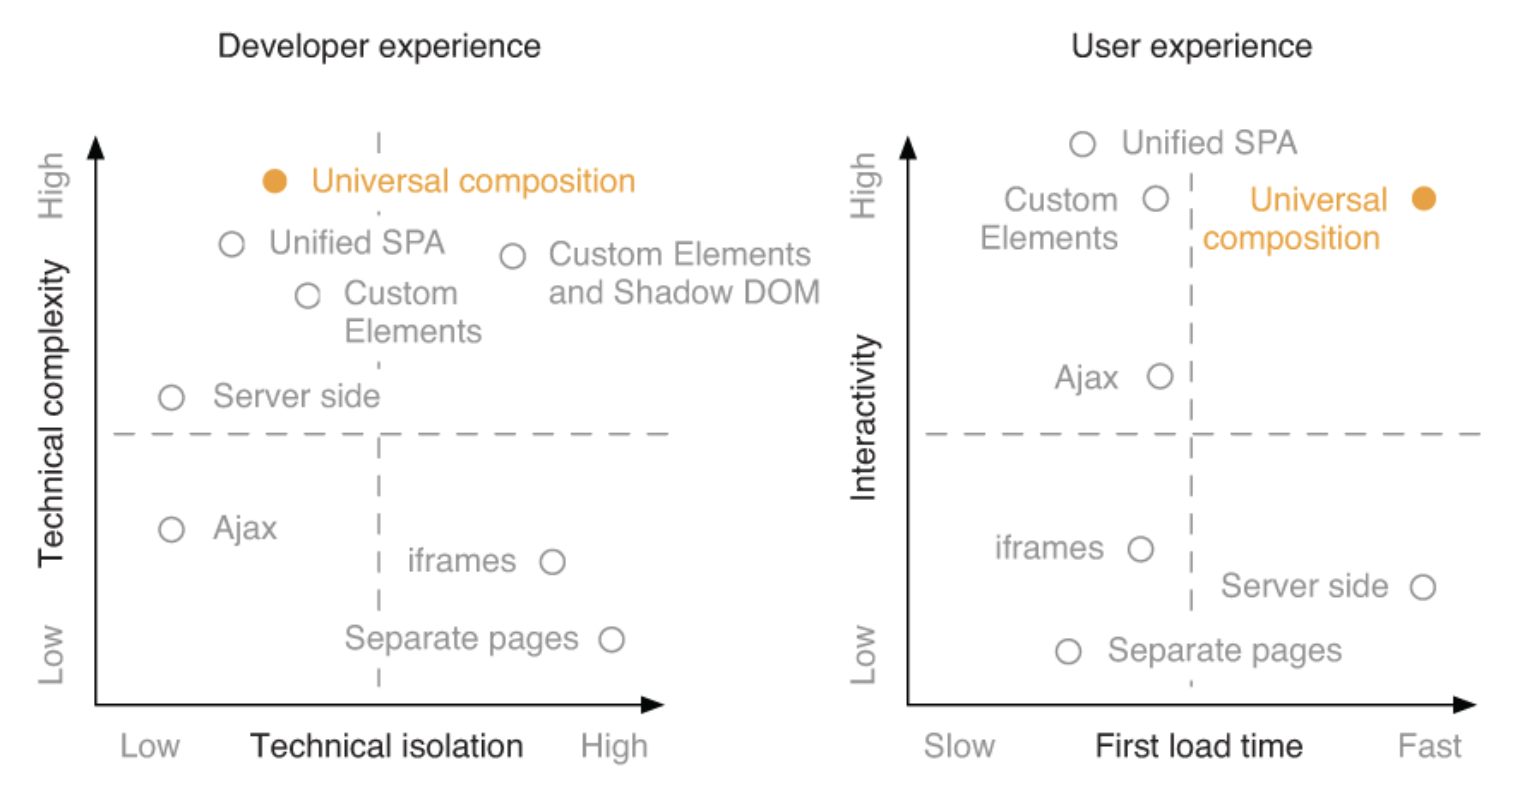 Developer experience
High
Technical complexity
Low
Universal composition
Unified SPA
Custom Elements
and Shadow DOM
Custom
Elements
Server side
Ajax
iframes
Separate pages
Low
Technical isolation
High
User experience
High
Interactivity
Low
Unified SPA
Custom
Elements
Universal
composition
Ajax
iframes
Server side
Separate pages
Slow
First load time
Fast